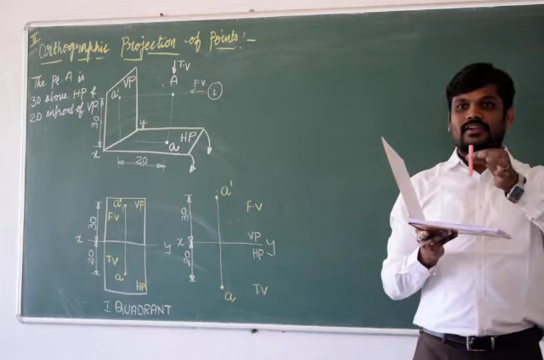 II Orthographic Projection of Points:-
The Pt. A is
30 above HP &
20 infront of VP
VP
a'
30
x
y
20
a
HP
A
T.V
F.V
1
a' VP
FV
30
x y
20
TV
a
HP
I QUADRANT
a'
30
FV
x VP y
HP
20
a
TV